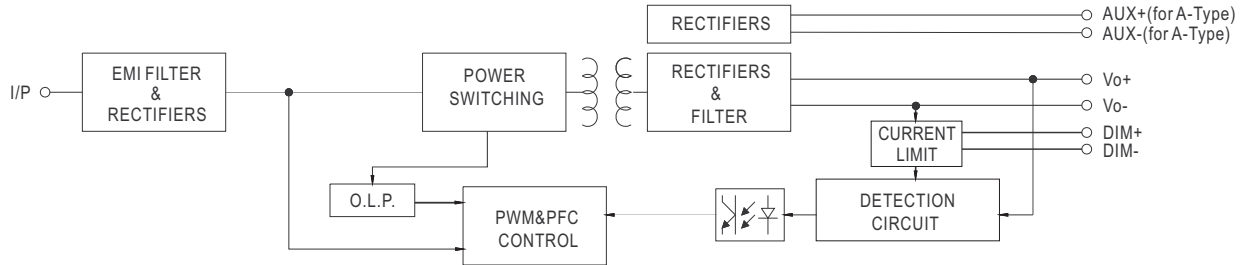 RECTIFIERS
AUX+(for A-Type)
AUX-(for A-Type)
I/P
EMI FILTER
&
RECTIFIERS
POWER
SWITCHING
RECTIFIERS
&
FILTER
Vo+
Vo-
CURRENT
LIMIT
DIM+
DIM-
O.L.P.
PWM&PFC
CONTROL
DETECTION
CIRCUIT